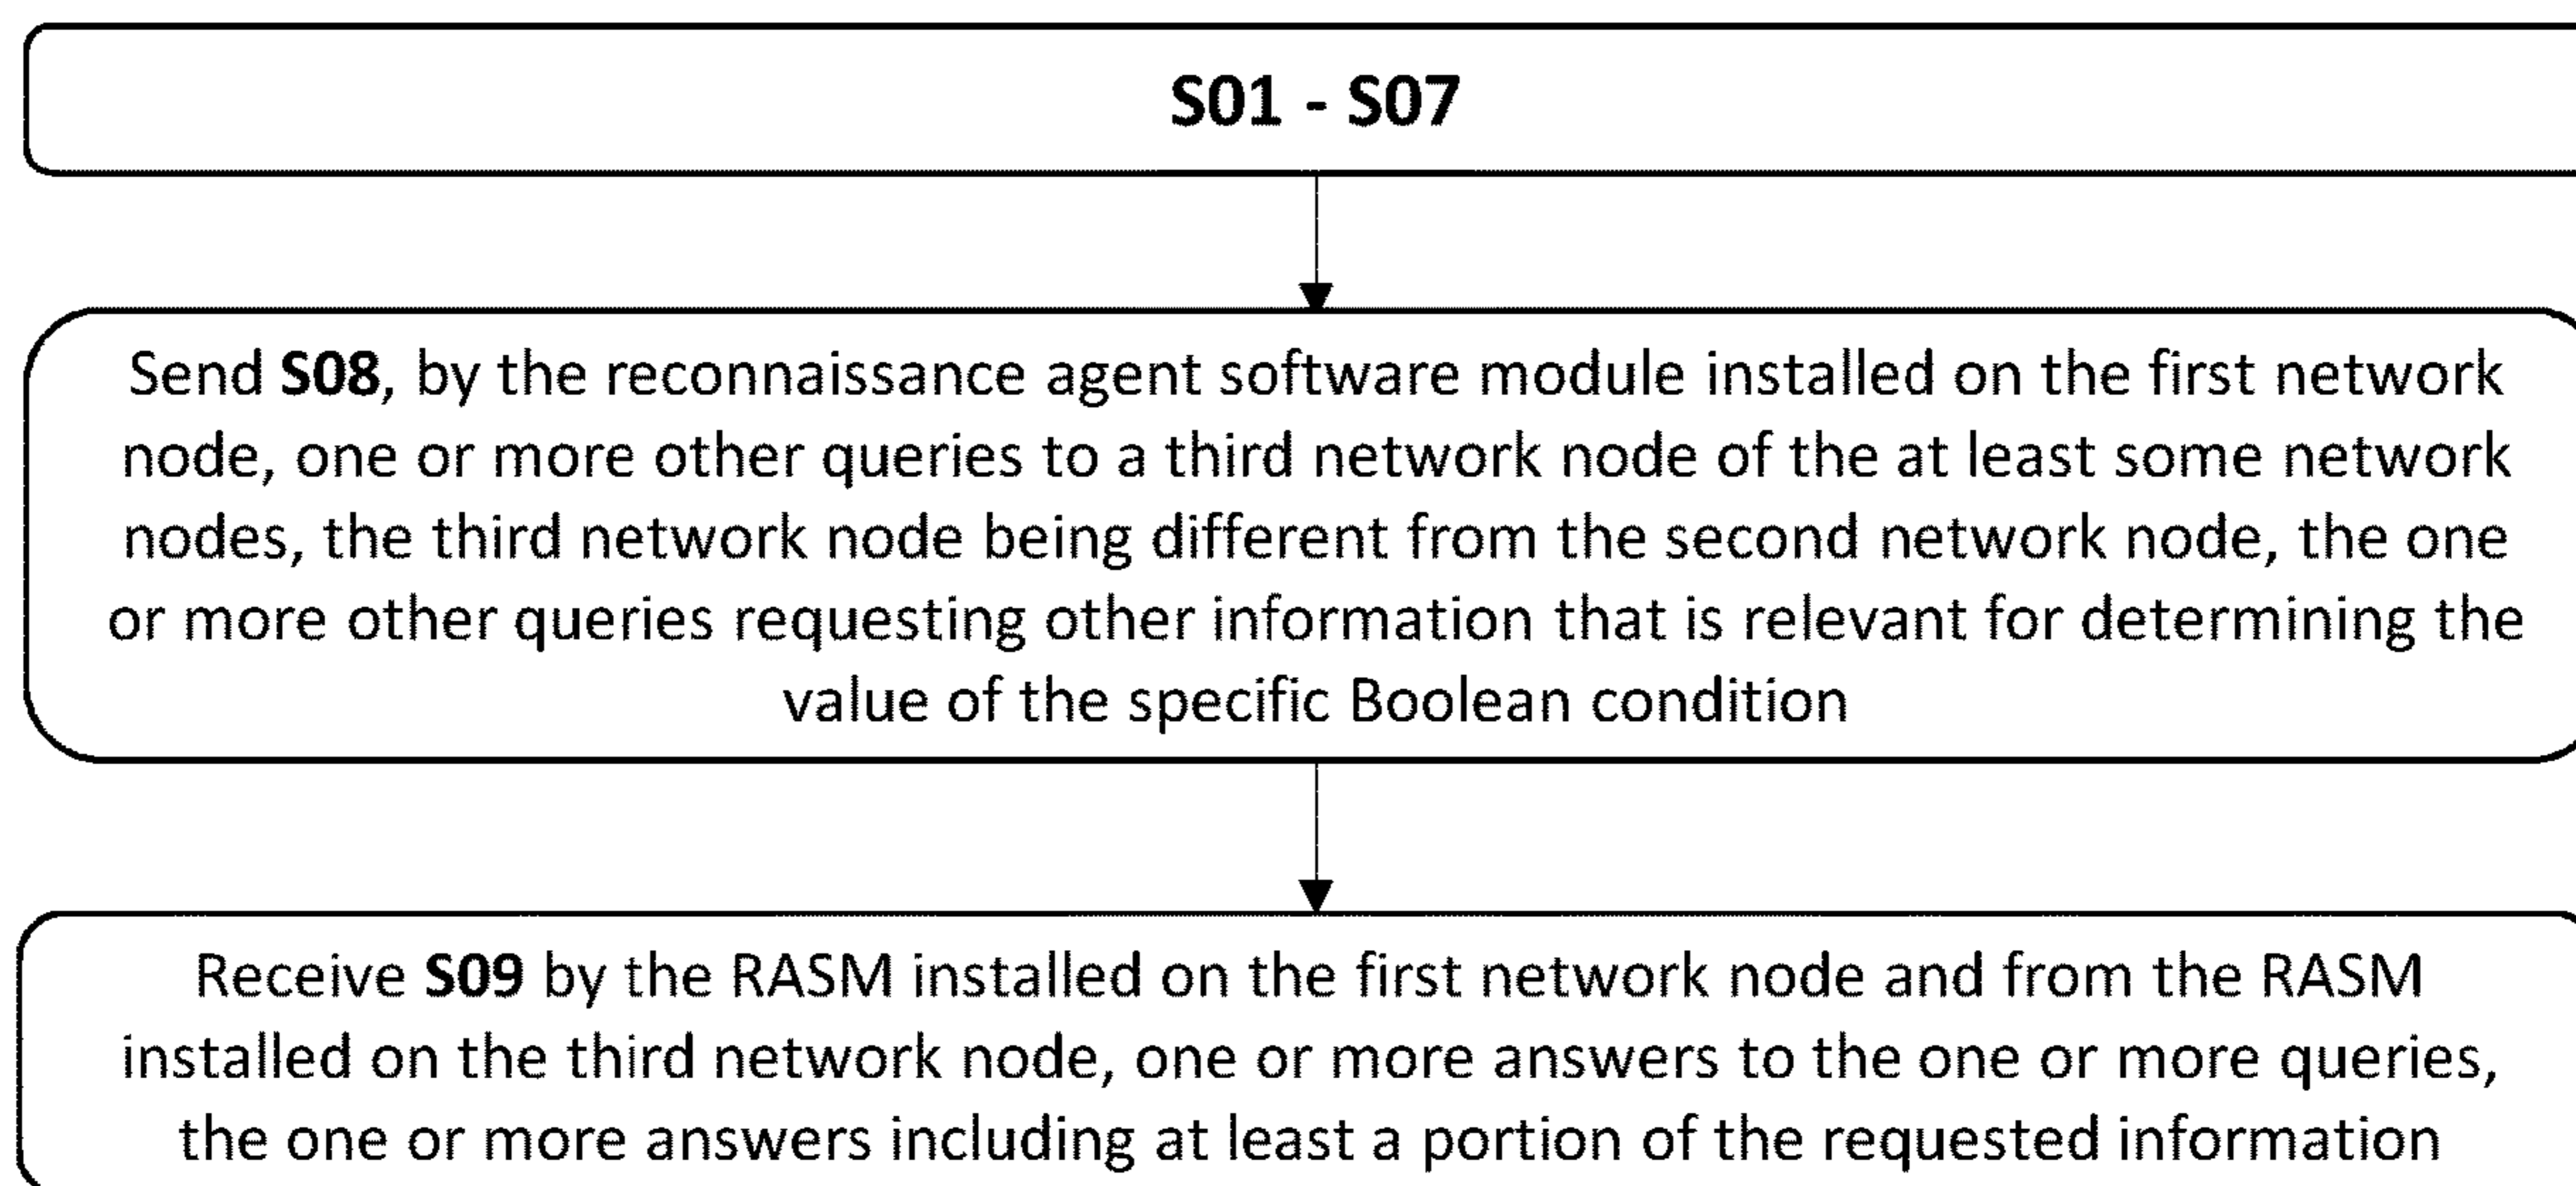 S01 - S07
Send S08, by the reconnaissance agent software module installed on the first network
node, one or more other queries to a third network node of the at least some network
nodes, the third network node being different from the second network node, the one
or more other queries requesting other information that is relevant for determining the
value of the specific Boolean condition
Receive S09 by the RASM installed on the first network node and from the RASM
installed on the third network node, one or more answers to the one or more queries,
the one or more answers including at least a portion of the requested information